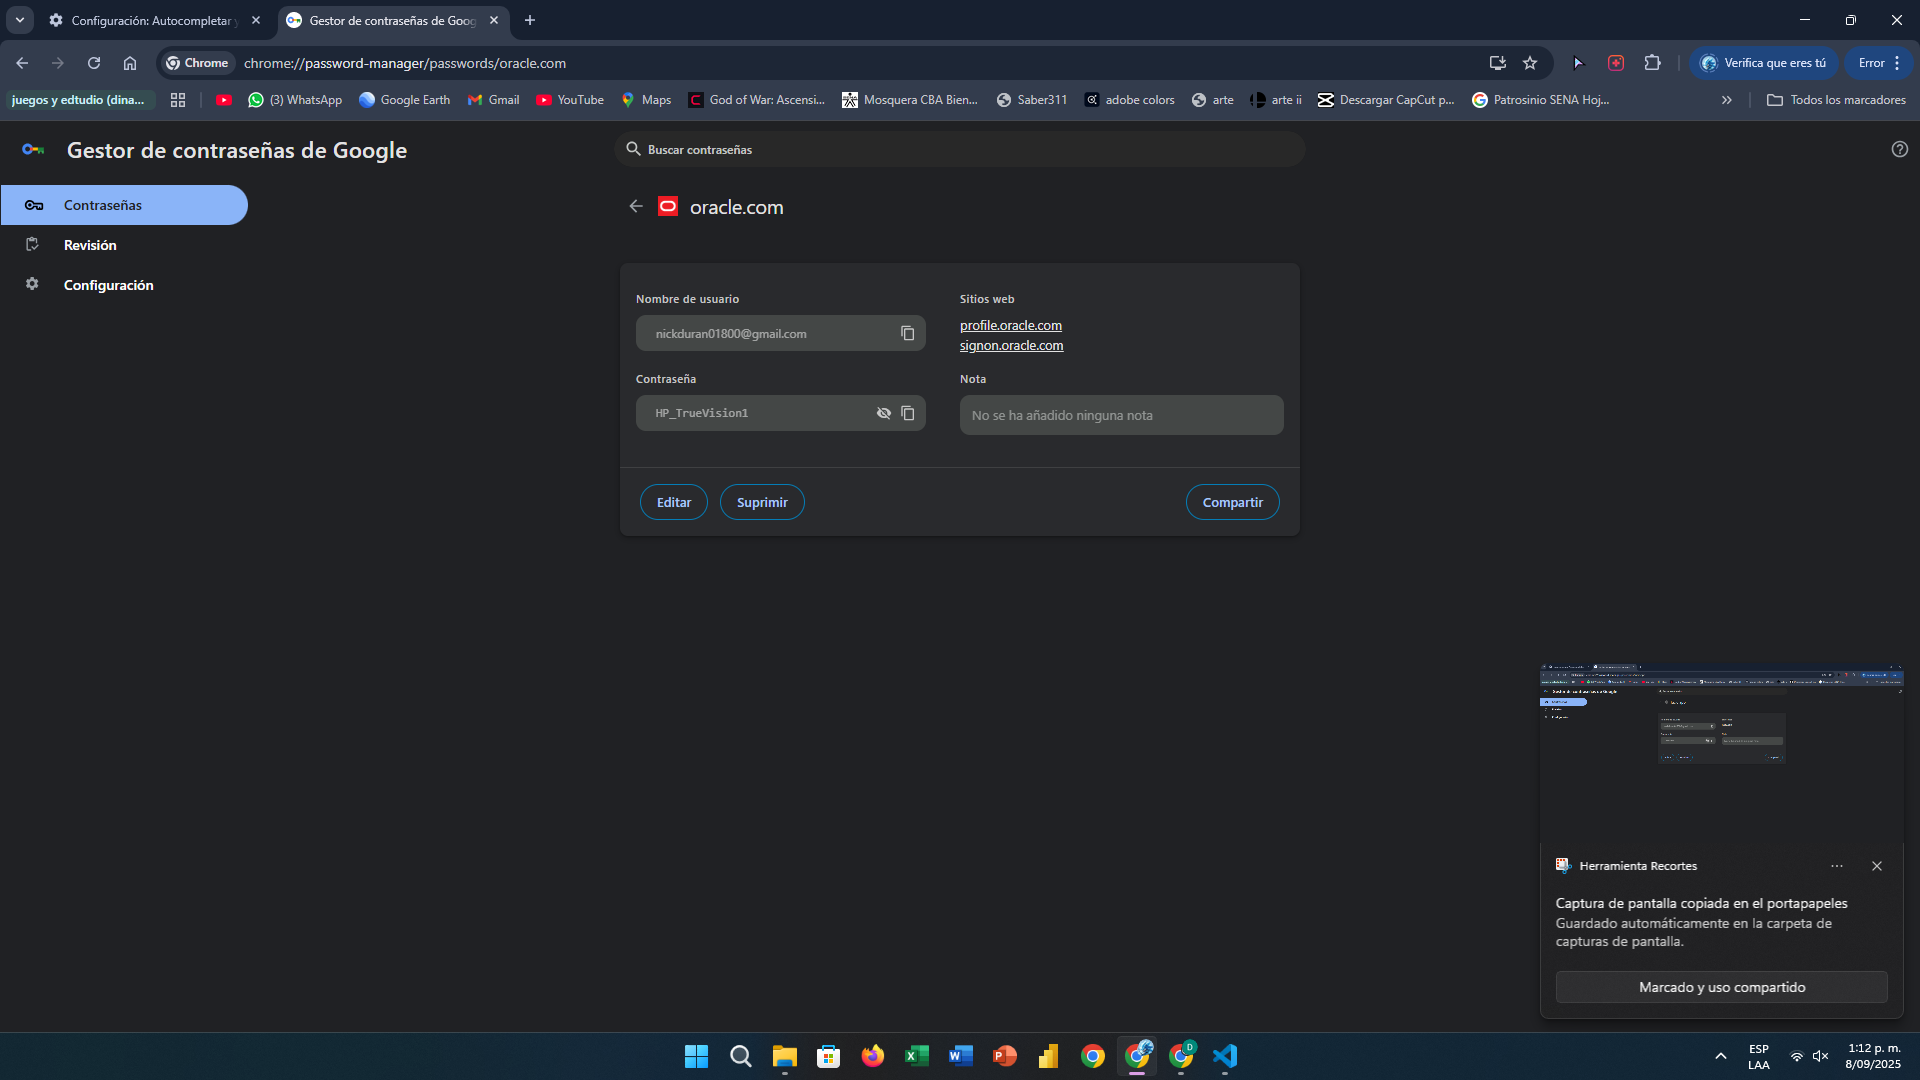 Configuración: Autocompletar y
Gestor de contraseñas de Goog
Chrome
chrome://password-manager/passwords/oracle.com
Verifica que eres tú
Error
juegos y edtudio (dina...
(3) WhatsApp
Google Earth
Gmail
YouTube
Maps
God of War: Ascensi...
Mosquera CBA Bien...
Saber311
adobe colors
arte
arte ii
Descargar CapCut p...
Patrosinio SENA Hoj...
Todos los marcadores
Gestor de contraseñas de Google
Buscar contraseñas
Contraseñas
Revisión
Configuración
oracle.com
Nombre de usuario
nickduran01800@gmail.com
Sitios web
profile.oracle.com
signon.oracle.com
Contraseña
HP_TrueVision1
Nota
No se ha añadido ninguna nota
Editar
Suprimir
Compartir
Herramienta Recortes
Captura de pantalla copiada en el portapapeles
Guardado automáticamente en la carpeta de
capturas de pantalla.
Marcado y uso compartido
ESP
LAA
1:12 p. m.
8/09/2025